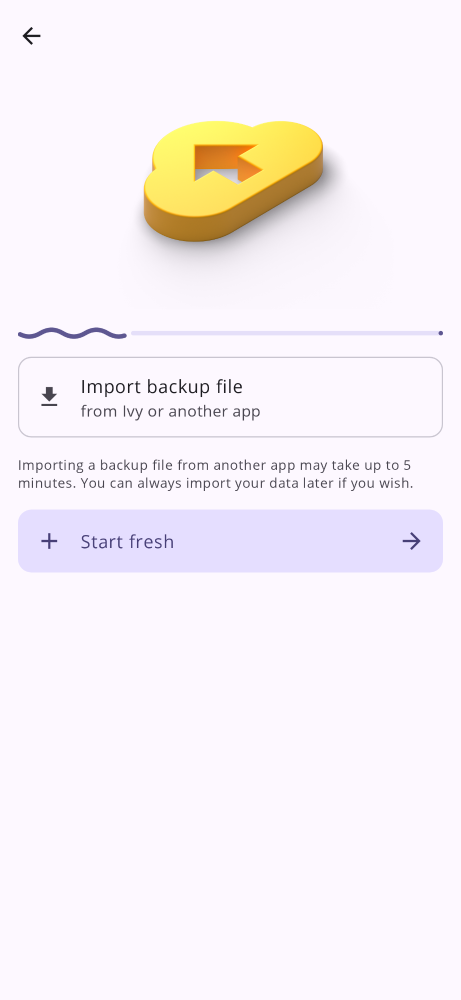 Import backup file
from Ivy or another app
Importing a backup file from another app may take up to 5
minutes. You can always import your data later if you wish.
Start fresh